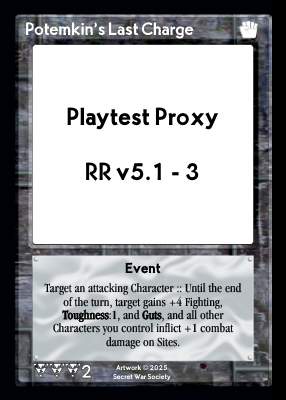 Potemkin's Last Charge
Playtest Proxy
RR v5.1 - 3
Event
Target an attacking Character :: Until the end
of the turn, target gains +4 Fighting,
Toughness:1, and Guts, and all other
Characters you control inflict +1 combat
damage on Sites.
2
Artwork © 2025
Secret War Society